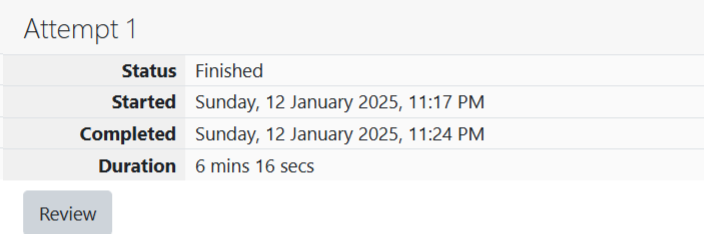 Attempt 1
Status Finished
Started Sunday, 12 January 2025, 11:17 PM
Completed Sunday, 12 January 2025, 11:24 PM
Duration 6 mins 16 secs
Review